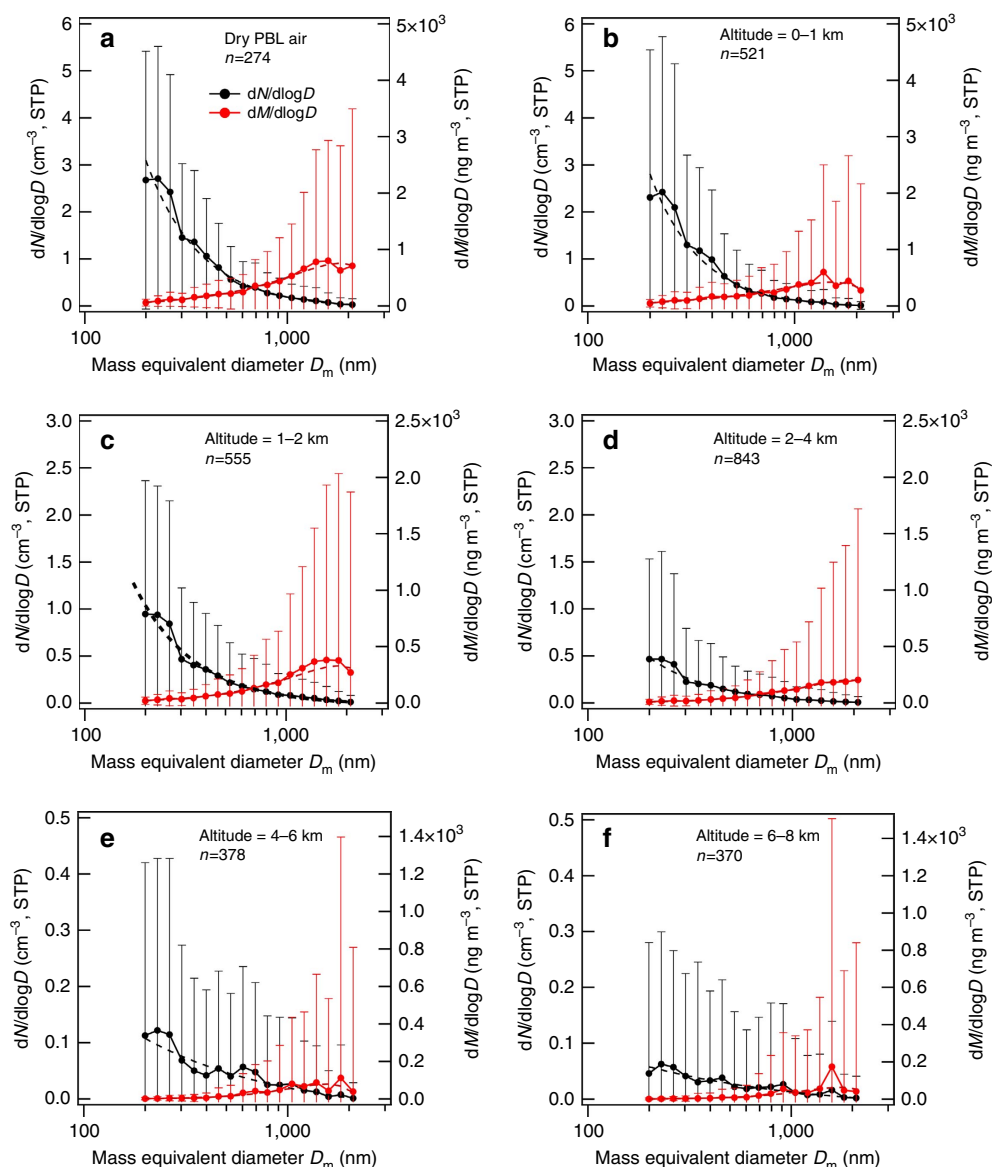 a
Dry PBL air
n=274
dN/dlogD
dM/dlogD
6
5
4
3
2
1
0
dN/dlogD (cm⁻³, STP)
5×10³
4
3
2
1
0
dM/dlogD (ng m⁻³, STP)
100
1,000
Mass equivalent diameter Dm (nm)
b
Altitude = 0–1 km
n=521
6
5
4
3
2
1
0
dN/dlogD (cm⁻³, STP)
5×10³
4
3
2
1
0
dM/dlogD (ng m⁻³, STP)
100
1,000
Mass equivalent diameter Dm (nm)
c
Altitude = 1–2 km
n=555
3.0
2.5
2.0
1.5
1.0
0.5
0.0
dN/dlogD (cm⁻³, STP)
2.5×10³
2.0
1.5
1.0
0.5
0.0
dM/dlogD (ng m⁻³, STP)
100
1,000
Mass equivalent diameter Dm (nm)
d
Altitude = 2–4 km
n=843
3.0
2.5
2.0
1.5
1.0
0.5
0.0
dN/dlogD (cm⁻³, STP)
2.5×10³
2.0
1.5
1.0
0.5
0.0
dM/dlogD (ng m⁻³, STP)
100
1,000
Mass equivalent diameter Dm (nm)
e
Altitude = 4–6 km
n=378
0.5
0.4
0.3
0.2
0.1
0.0
dN/dlogD (cm⁻³, STP)
1.4×10³
1.2
1.0
0.8
0.6
0.4
0.2
0.0
dM/dlogD (ng m⁻³, STP)
100
1,000
Mass equivalent diameter Dm (nm)
f
Altitude = 6–8 km
n=370
0.5
0.4
0.3
0.2
0.1
0.0
dN/dlogD (cm⁻³, STP)
1.4×10³
1.2
1.0
0.8
0.6
0.4
0.2
0.0
dM/dlogD (ng m⁻³, STP)
100
1,000
Mass equivalent diameter Dm (nm)